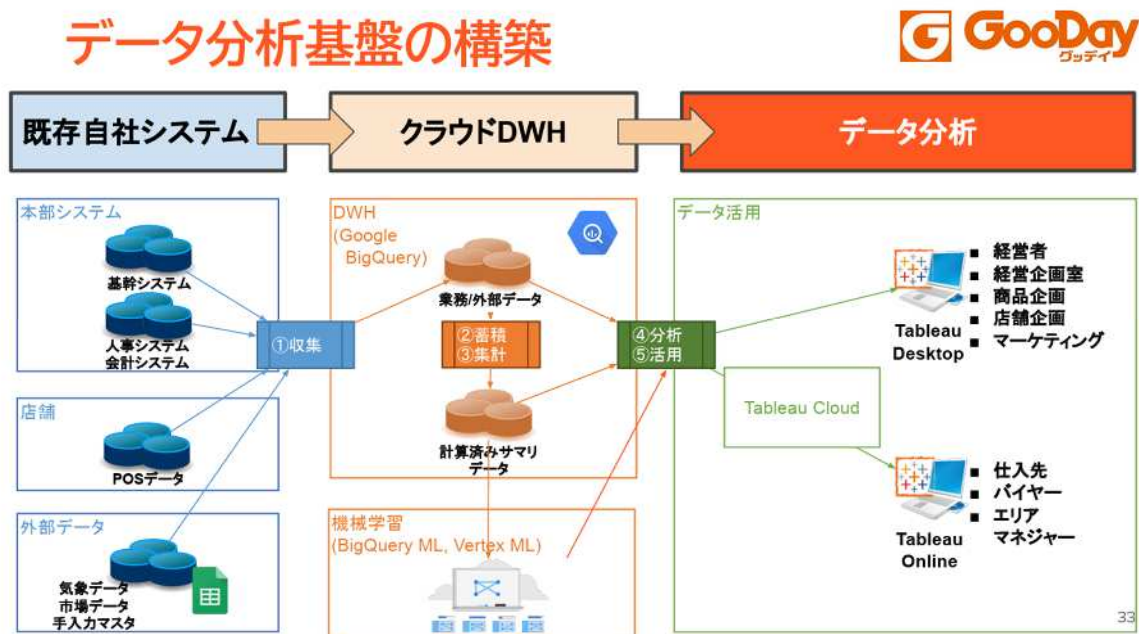 データ分析基盤の構築
GooDay
グッデイ
既存自社システム
クラウドDWH
データ分析
本部システム
基幹システム
人事システム
会計システム
①収集
店舗
POSデータ
外部データ
気象データ
市場データ
手入力マスタ
DWH
(Google
BigQuery)
業務/外部データ
②蓄積
③集計
計算済みサマリ
データ
機械学習
(BigQuery ML, Vertex ML)
④分析
⑤活用
データ活用
Tableau
Desktop
■ 経営者
■ 経営企画室
■ 商品企画
■ 店舗企画
■ マーケティング
Tableau Cloud
Tableau
Online
■ 仕入先
■ バイヤー
■ エリア
マネジャー
33